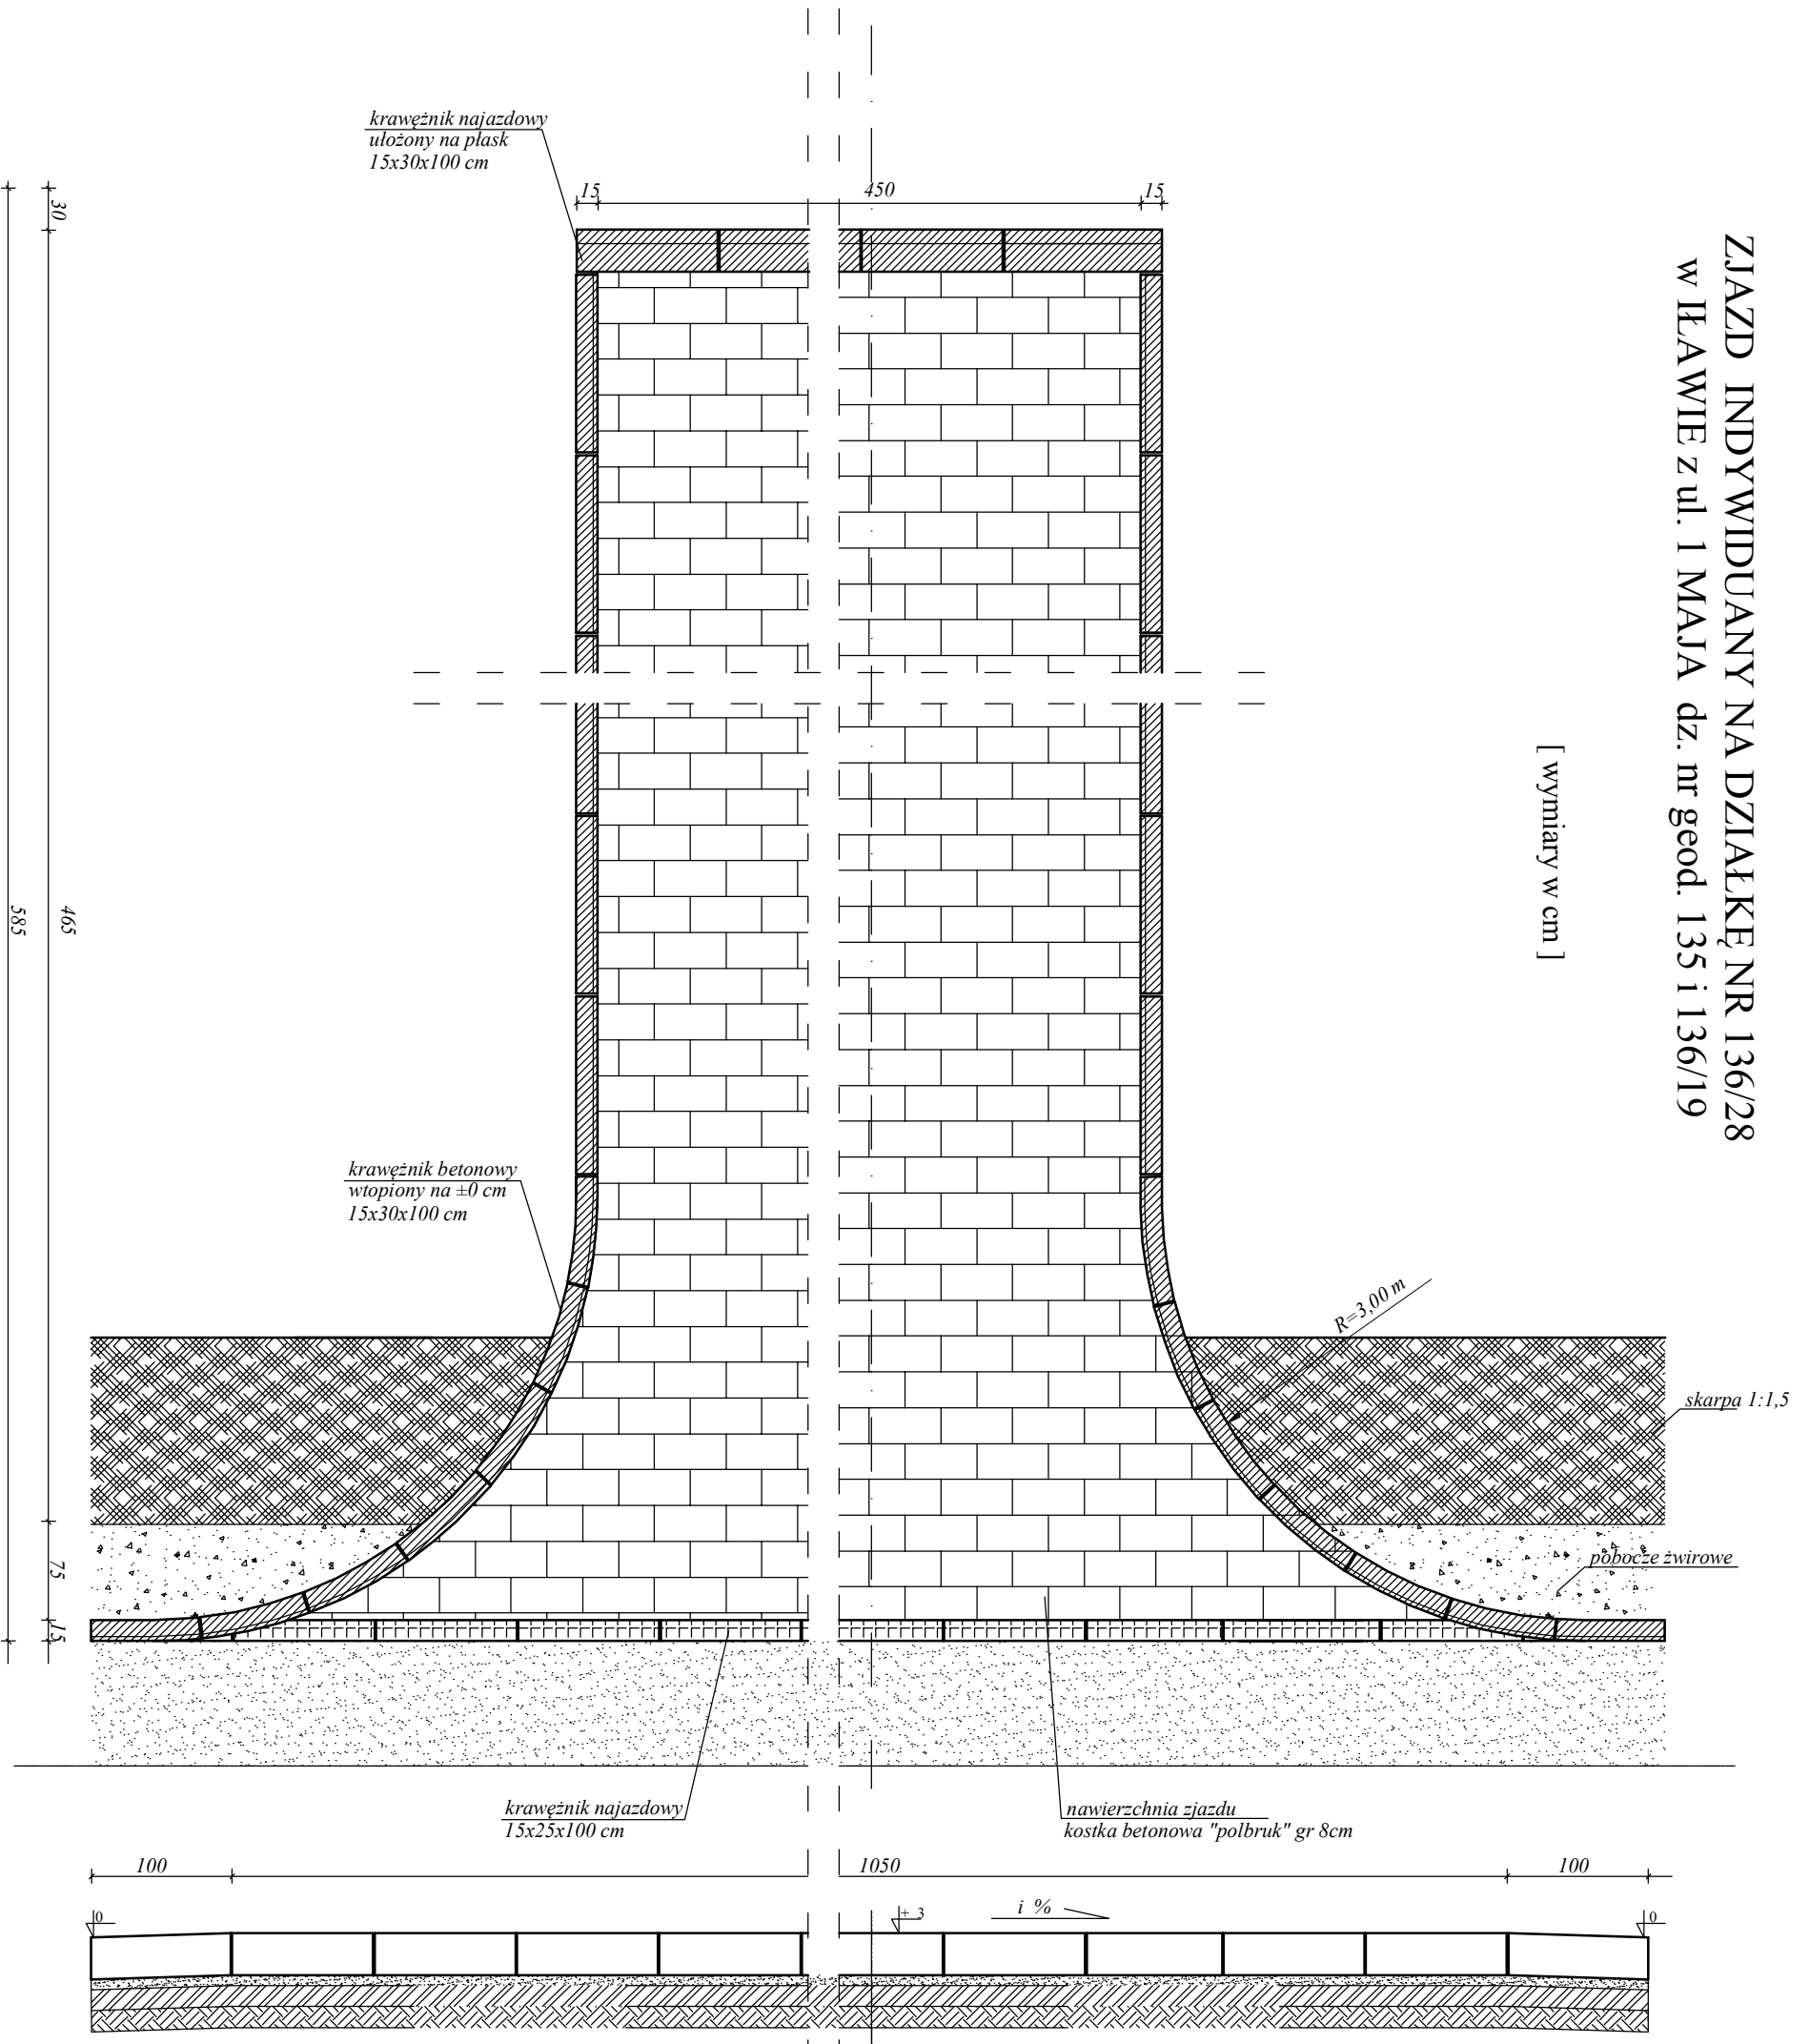 ZJAZD INDYWIDUANY NA DZIAŁKĘ NR 136/28
w IŁAWIE z ul. 1 MAJA dz. nr geod. 135 i 136/19
[ wymiary w cm ]
krawężnik najazdowy
ułożony na płask
15x30x100 cm
15
450
15
30
465
585
krawężnik betonowy
wtopiony na ±0 cm
15x30x100 cm
R=3,00 m
skarpa 1:1,5
pobocze żwirowe
75
15
krawężnik najazdowy
15x25x100 cm
nawierzchnia zjazdu
kostka betonowa "polbruk" gr 8cm
100
1050
100
0
+ 3
i %
0